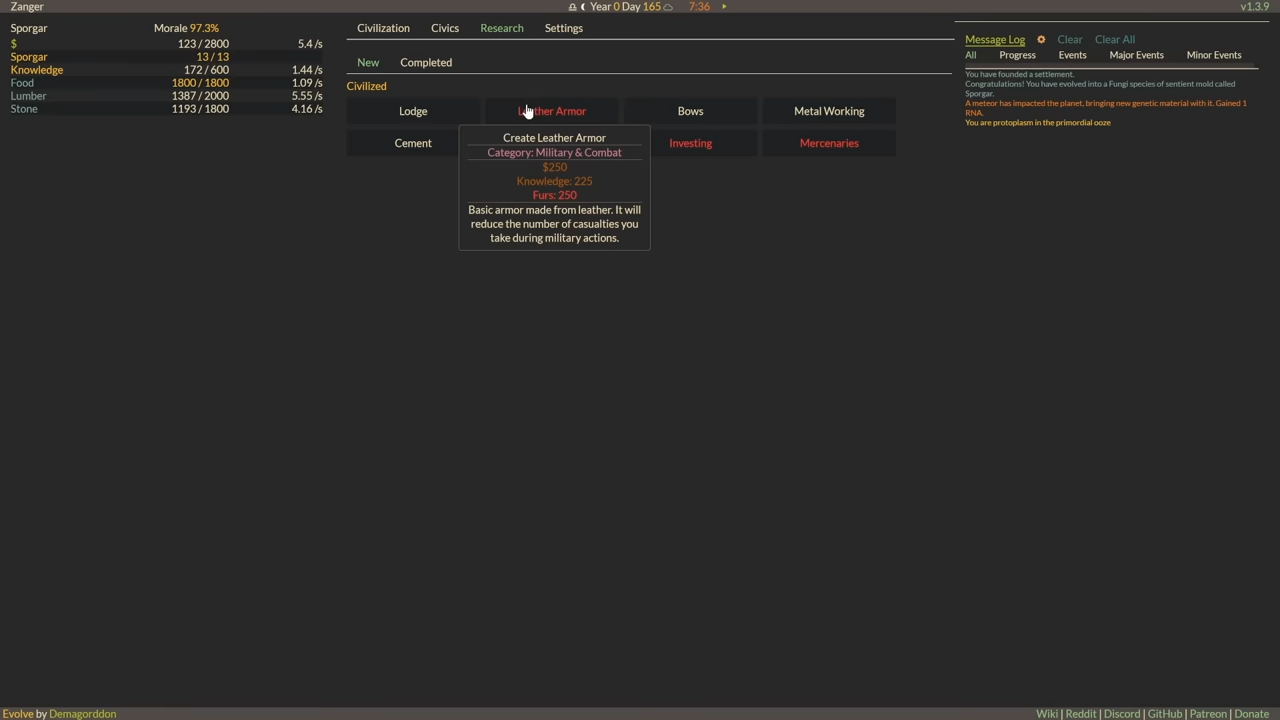 Zanger
Year 0 Day 165 7:36
v1.3.9
Sporgar Morale 97.3%
$ 123 / 2800 5.4 /s
Sporgar 13 / 13
Knowledge 172 / 600 1.44 /s
Food 1800 / 1800 1.09 /s
Lumber 1387 / 2000 5.55 /s
Stone 1193 / 1800 4.16 /s
Civilization Civics Research Settings
New Completed
Civilized
Lodge Leather Armor Bows Metal Working
Cement Investing Mercenaries
Create Leather Armor
Category: Military & Combat
$250
Knowledge: 225
Furs: 250
Basic armor made from leather. It will
reduce the number of casualties you
take during military actions.
Message Log Clear Clear All
All Progress Events Major Events Minor Events
You have founded a settlement.
Congratulations! You have evolved into a Fungi species of sentient mold called
Sporgar.
A meteor has impacted the planet, bringing new genetic material with it. Gained 1
RNA.
You are protoplasm in the primordial ooze
Evolve by Demagorddon
Wiki | Reddit | Discord | GitHub | Patreon | Donate